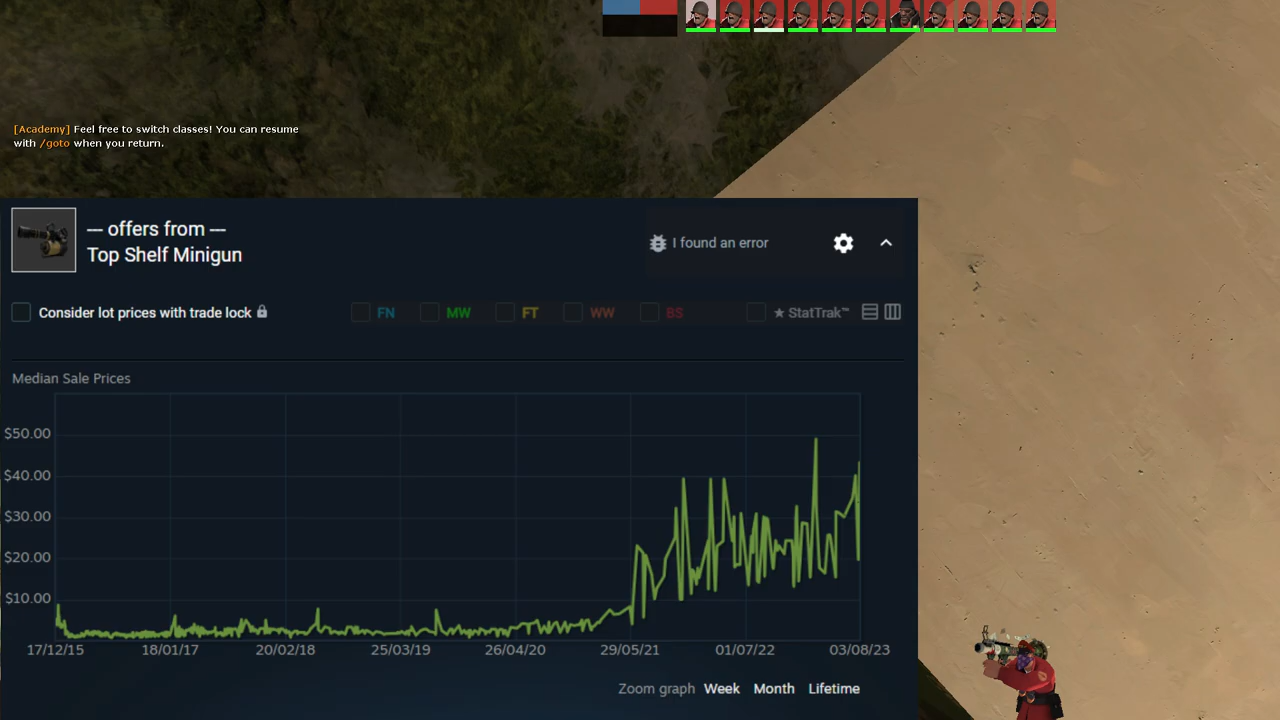 [Academy] Feel free to switch classes! You can resume
with /goto when you return.
--- offers from ---
Top Shelf Minigun
I found an error
Consider lot prices with trade lock
FN
MW
FT
WW
BS
★ StatTrak™
Median Sale Prices
$50.00
$40.00
$30.00
$20.00
$10.00
17/12/15
18/01/17
20/02/18
25/03/19
26/04/20
29/05/21
01/07/22
03/08/23
Zoom graph Week Month Lifetime